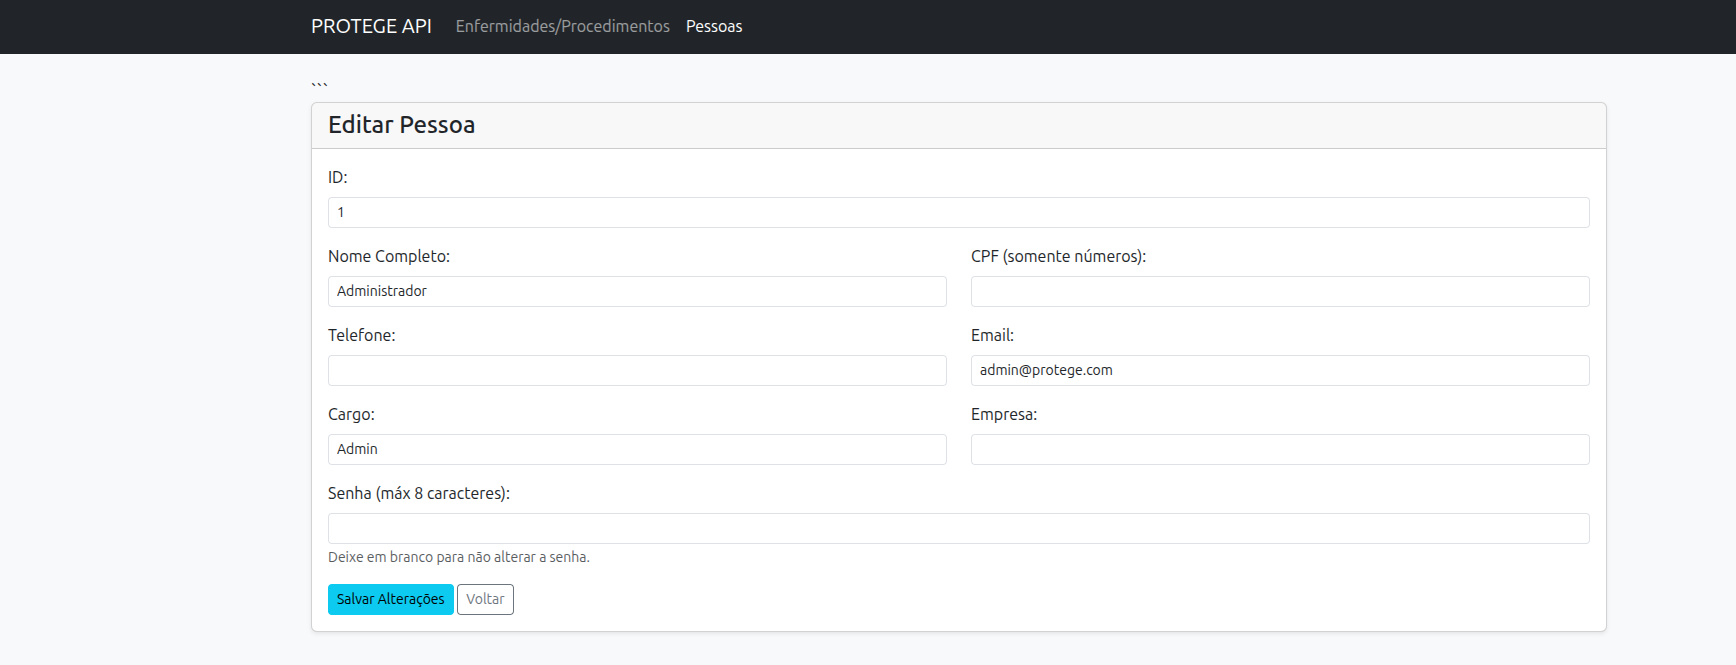 PROTEGE API Enfermidades/Procedimentos Pessoas
```
Editar Pessoa
ID:
1
Nome Completo: CPF (somente números):
Administrador
Telefone: Email:
admin@protege.com
Cargo: Empresa:
Admin
Senha (máx 8 caracteres):
Deixe em branco para não alterar a senha.
Salvar Alterações Voltar